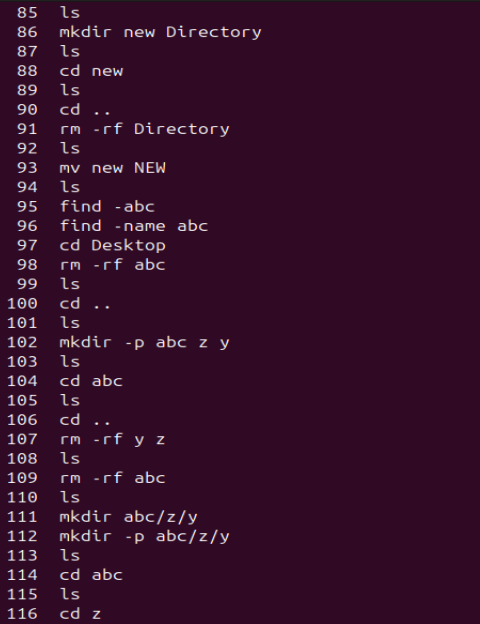 85 ls
86 mkdir new Directory
87 ls
88 cd new
89 ls
90 cd ..
91 rm -rf Directory
92 ls
93 mv new NEW
94 ls
95 find -abc
96 find -name abc
97 cd Desktop
98 rm -rf abc
99 ls
100 cd ..
101 ls
102 mkdir -p abc z y
103 ls
104 cd abc
105 ls
106 cd ..
107 rm -rf y z
108 ls
109 rm -rf abc
110 ls
111 mkdir abc/z/y
112 mkdir -p abc/z/y
113 ls
114 cd abc
115 ls
116 cd z